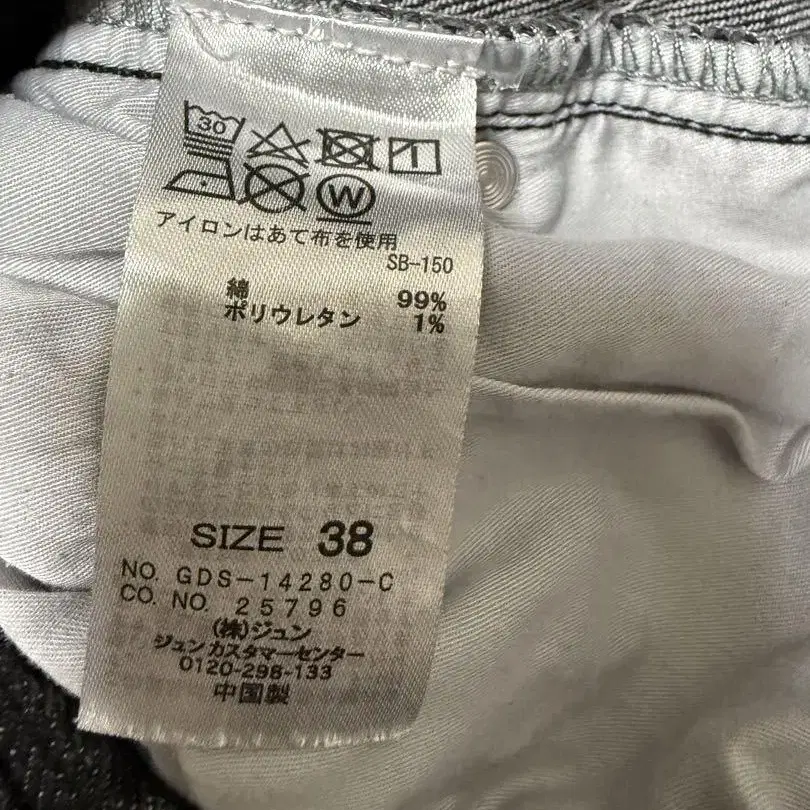 30
W
アイロンはあて布を使用
SB-150
綿 99%
ポリウレタン 1%
SIZE 38
NO. GDS-14280-C
CO. NO. 25796
(株)ジュン
ジュン カスタマーセンター
0120-298-133
中国製